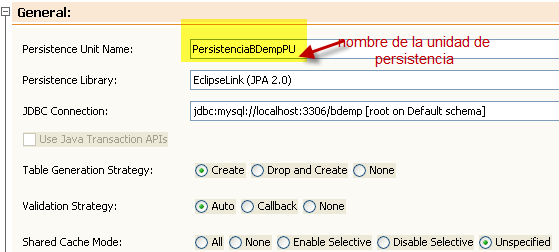 General:
Persistence Unit Name: PersistenciaBDempPU
nombre de la unidad de
persistencia
Persistence Library: EclipseLink (JPA 2.0)
JDBC Connection: jdbc:mysql://localhost:3306/bdemp [root on Default schema]
Use Java Transaction APIs
Table Generation Strategy: Create Drop and Create None
Validation Strategy: Auto Callback None
Shared Cache Mode: All None Enable Selective Disable Selective Unspecified